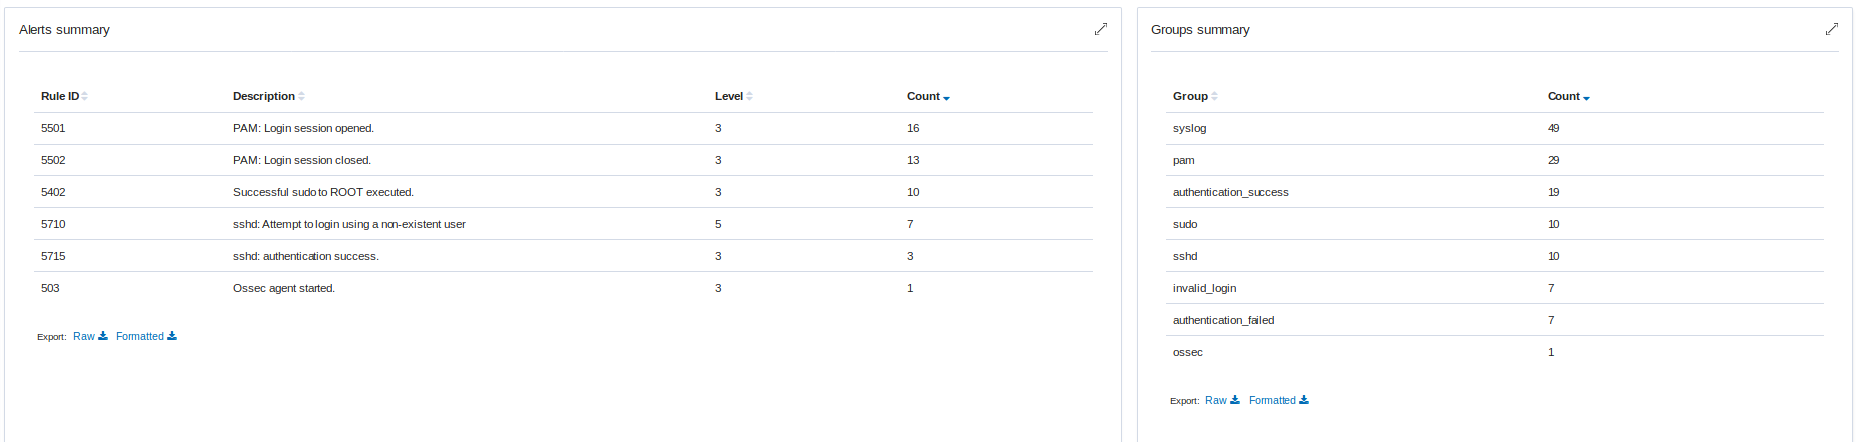 Alerts summary
Rule ID Description Level Count
5501 PAM: Login session opened. 3 16
5502 PAM: Login session closed. 3 13
5402 Successful sudo to ROOT executed. 3 10
5710 sshd: Attempt to login using a non-existent user 5 7
5715 sshd: authentication success. 3 3
503 Ossec agent started. 3 1
Export: Raw Formatted
Groups summary
Group Count
syslog 49
pam 29
authentication_success 19
sudo 10
sshd 10
invalid_login 7
authentication_failed 7
ossec 1
Export: Raw Formatted